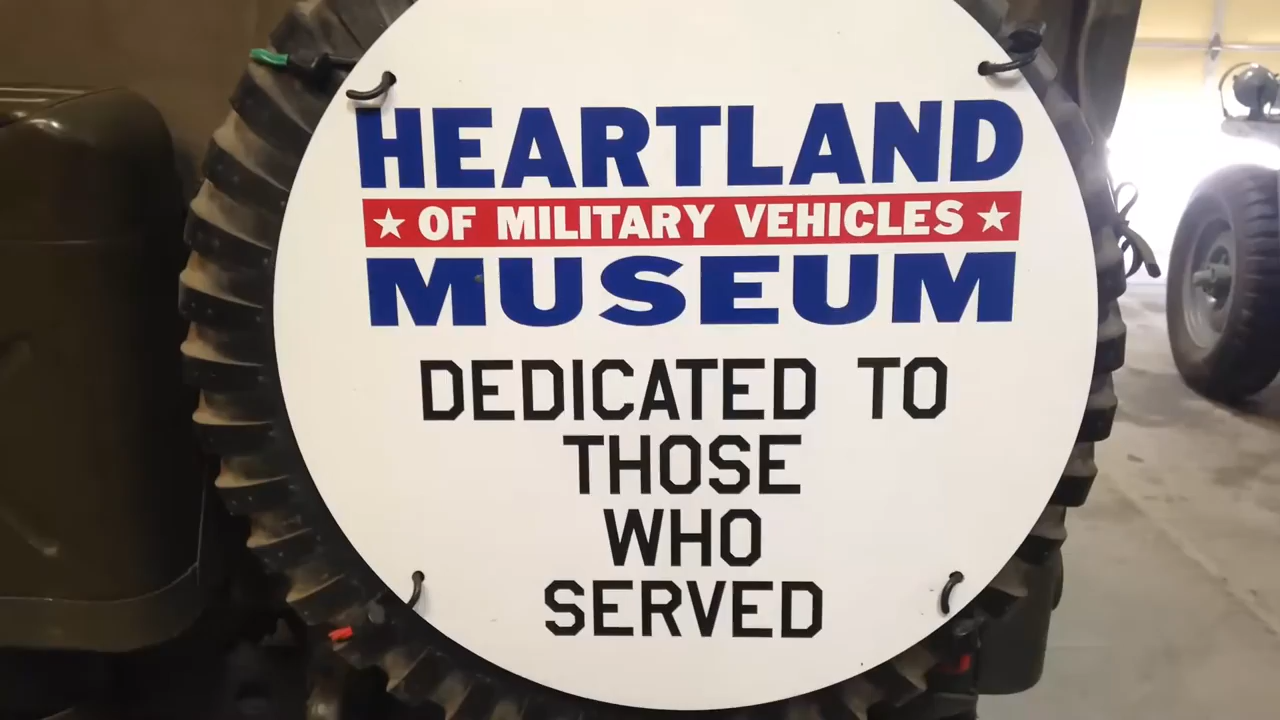 HEARTLAND
★ OF MILITARY VEHICLES ★
MUSEUM
DEDICATED TO
THOSE
WHO
SERVED